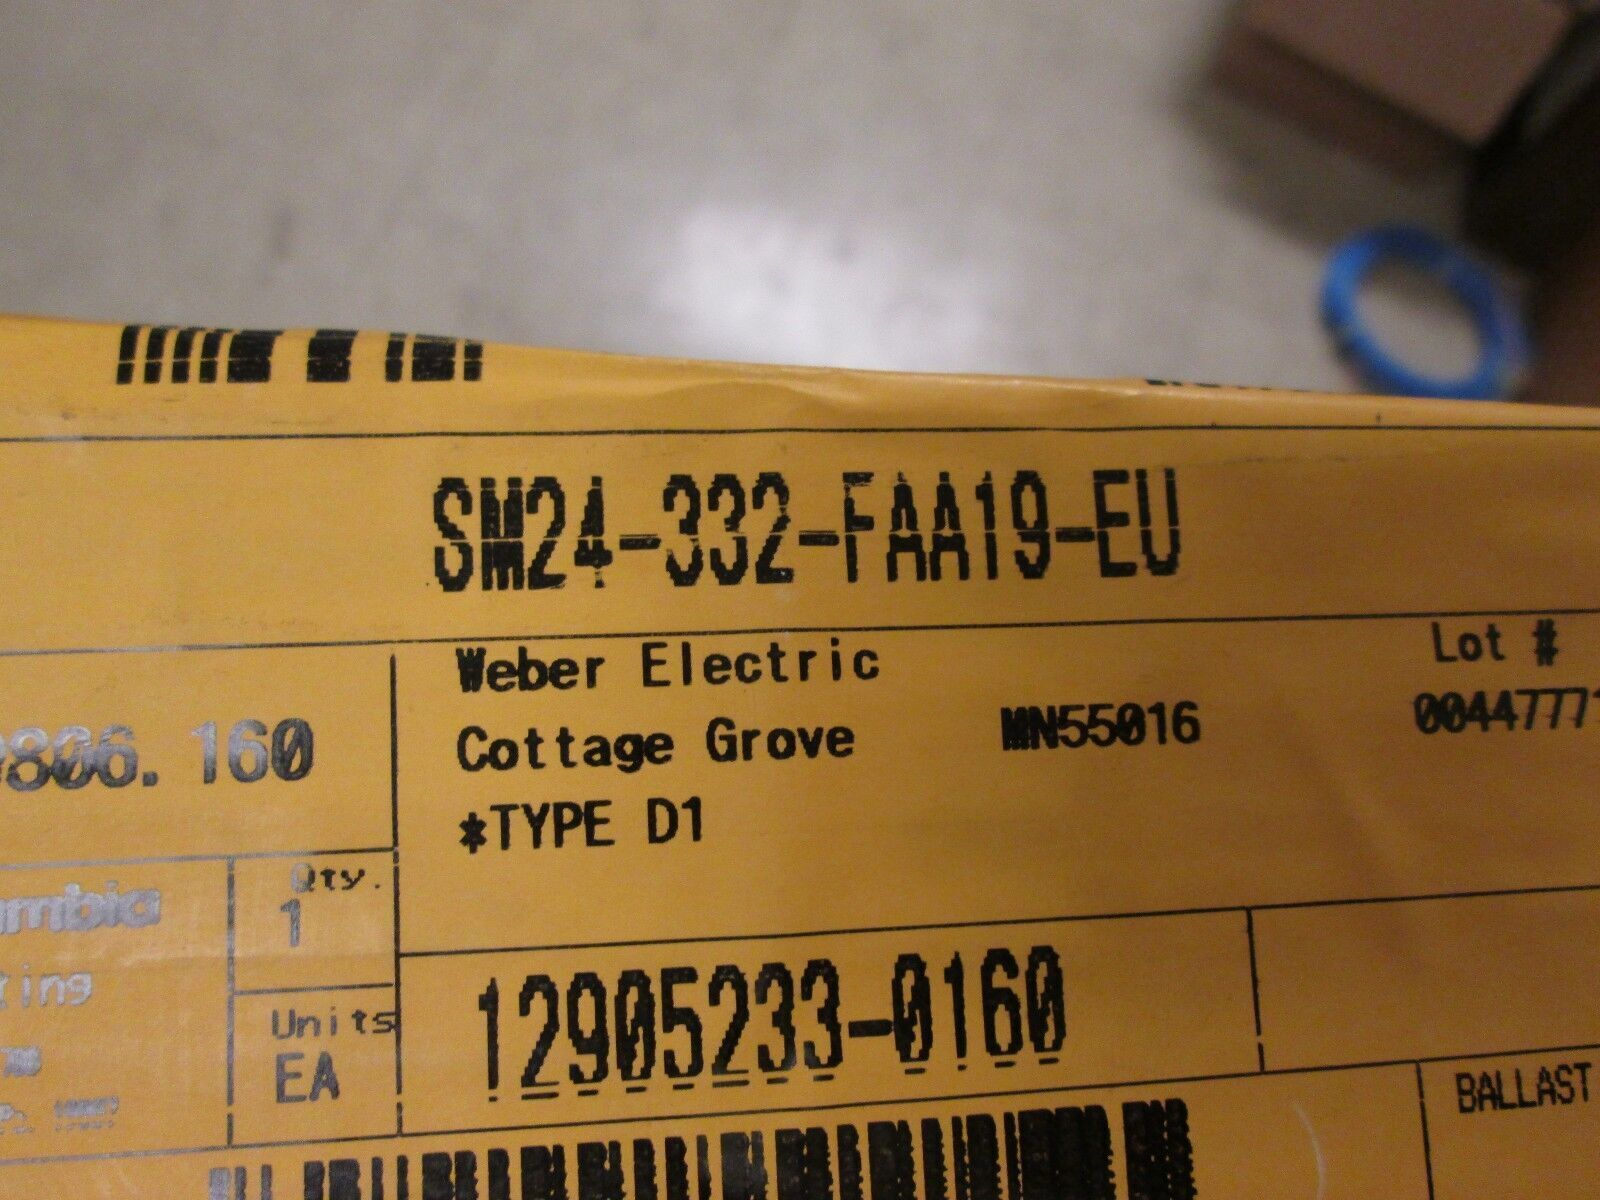 SM24-332-FAA19-EU
Weber Electric
Lot #
Cottage Grove MN55016
0044777
806.160
*TYPE D1
Qty.
1
12905233-0160
Units
EA
BALLAST